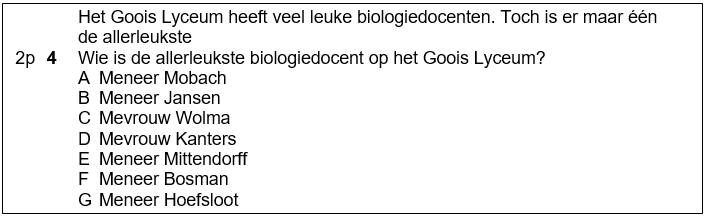 Het Goois Lyceum heeft veel leuke biologiedocenten. Toch is er maar één
de allerleukste
2p 4 Wie is de allerleukste biologiedocent op het Goois Lyceum?
A Meneer Mobach
B Meneer Jansen
C Mevrouw Wolma
D Mevrouw Kanters
E Meneer Mittendorff
F Meneer Bosman
G Meneer Hoefsloot